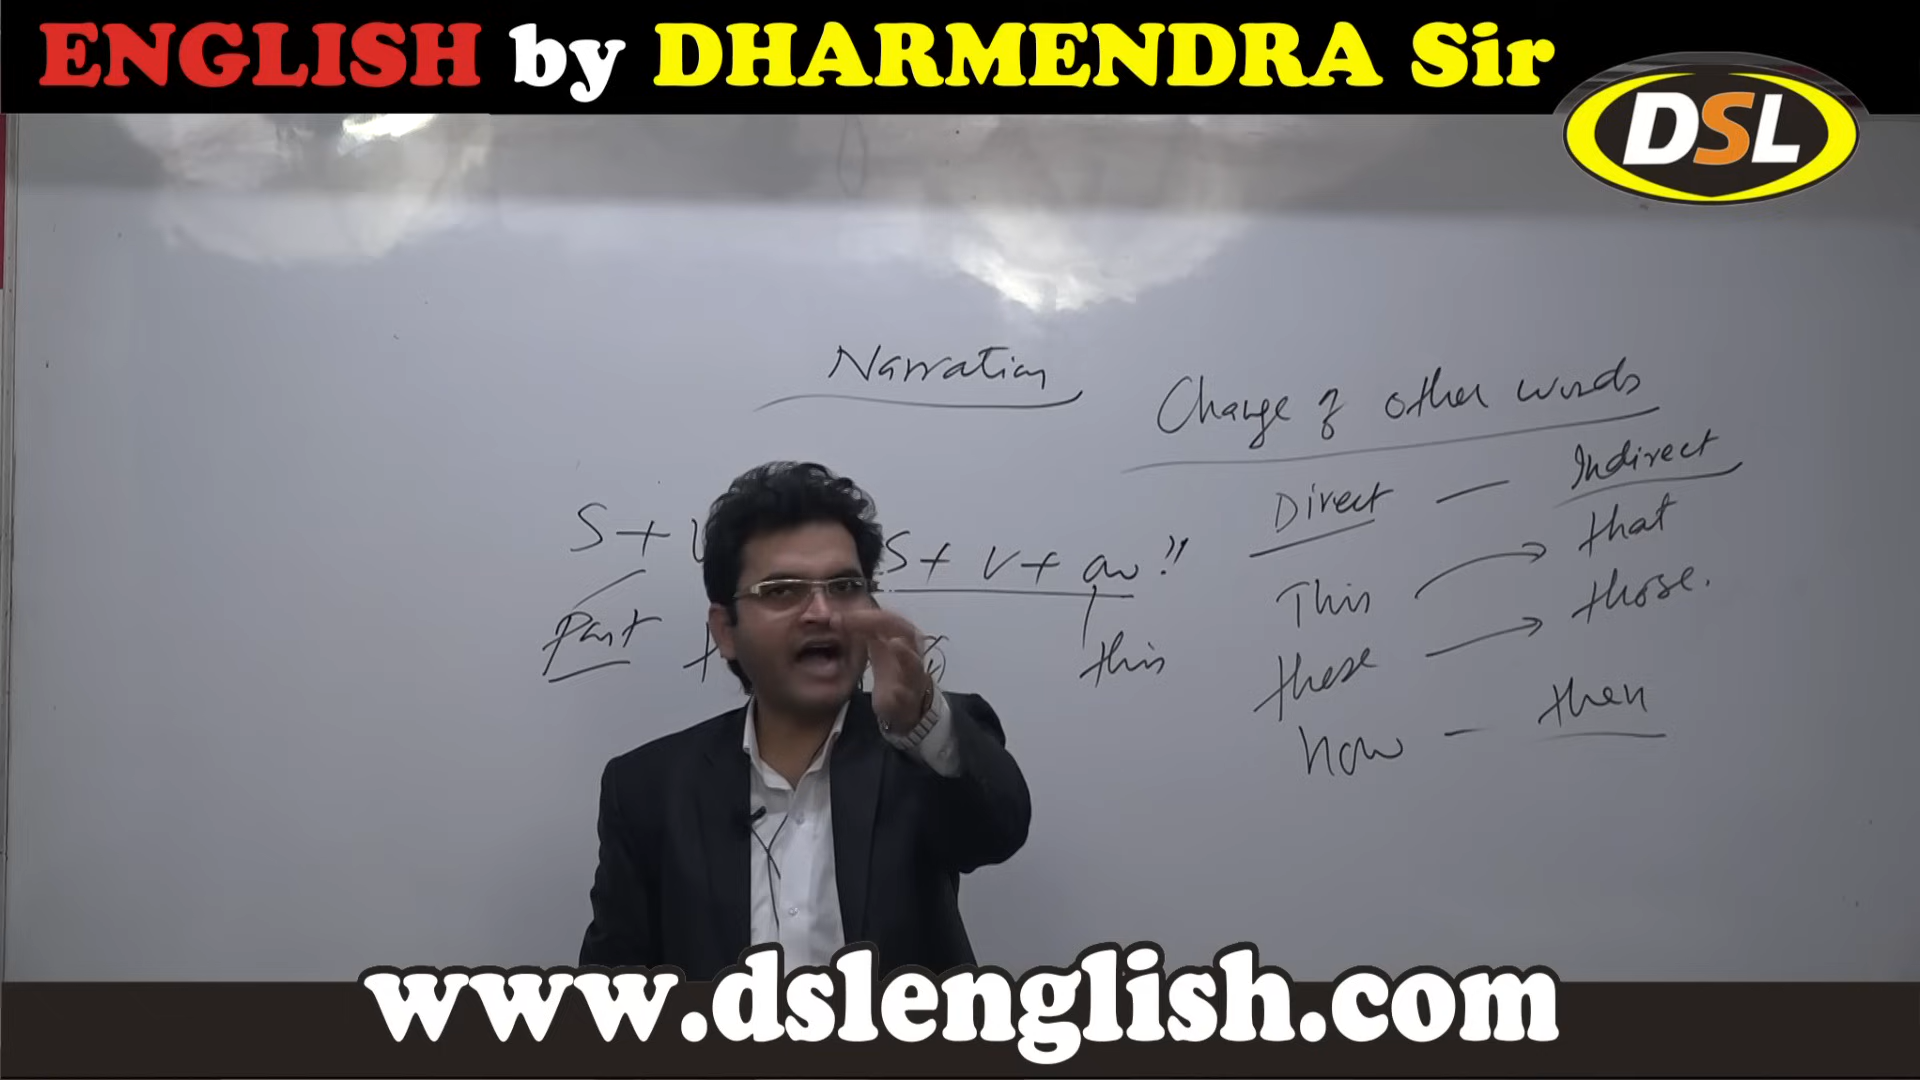 ENGLISH by DHARMENDRA Sir
DSL
Narration
Change of other words
Direct — Indirect
S + V
S + V + aw !"
This → that
Past
this
these → those.
now — then
www.dslenglish.com